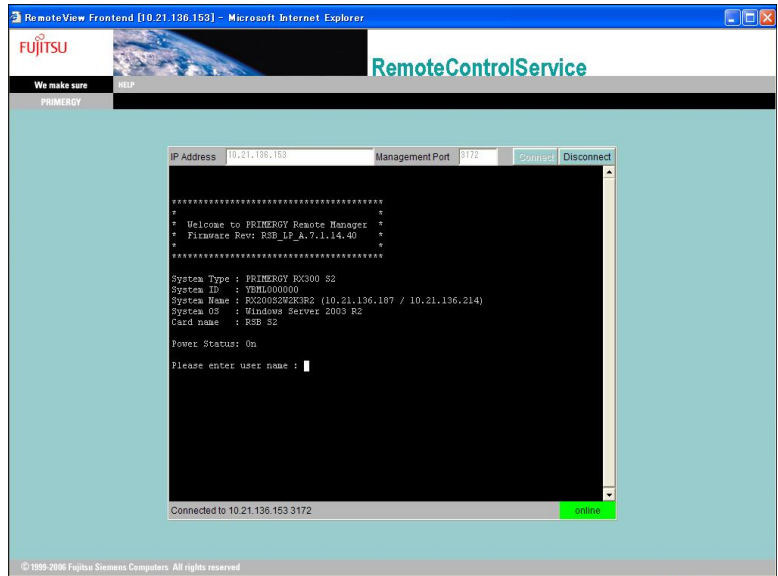 RemoteView Frontend [10.21.136.153] - Microsoft Internet Explorer
FUJITSU
RemoteControlService
We make sure
HELP
PRIMERGY
IP Address 10.21.136.153 Management Port 3172 Connect Disconnect
****************************************
* *
* Welcome to PRIMERGY Remote Manager *
* Firmware Rev: RSB_LP_A.7.1.14.40 *
* *
****************************************
System Type : PRIMERGY RX300 S2
System ID : YBML000000
System Name : RX200S2W2K3R2 (10.21.136.187 / 10.21.136.214)
System OS : Windows Server 2003 R2
Card name : RSB S2
Power Status: On
Please enter user name :
Connected to 10.21.136.153 3172 online
© 1999-2006 Fujitsu Siemens Computers All rights reserved